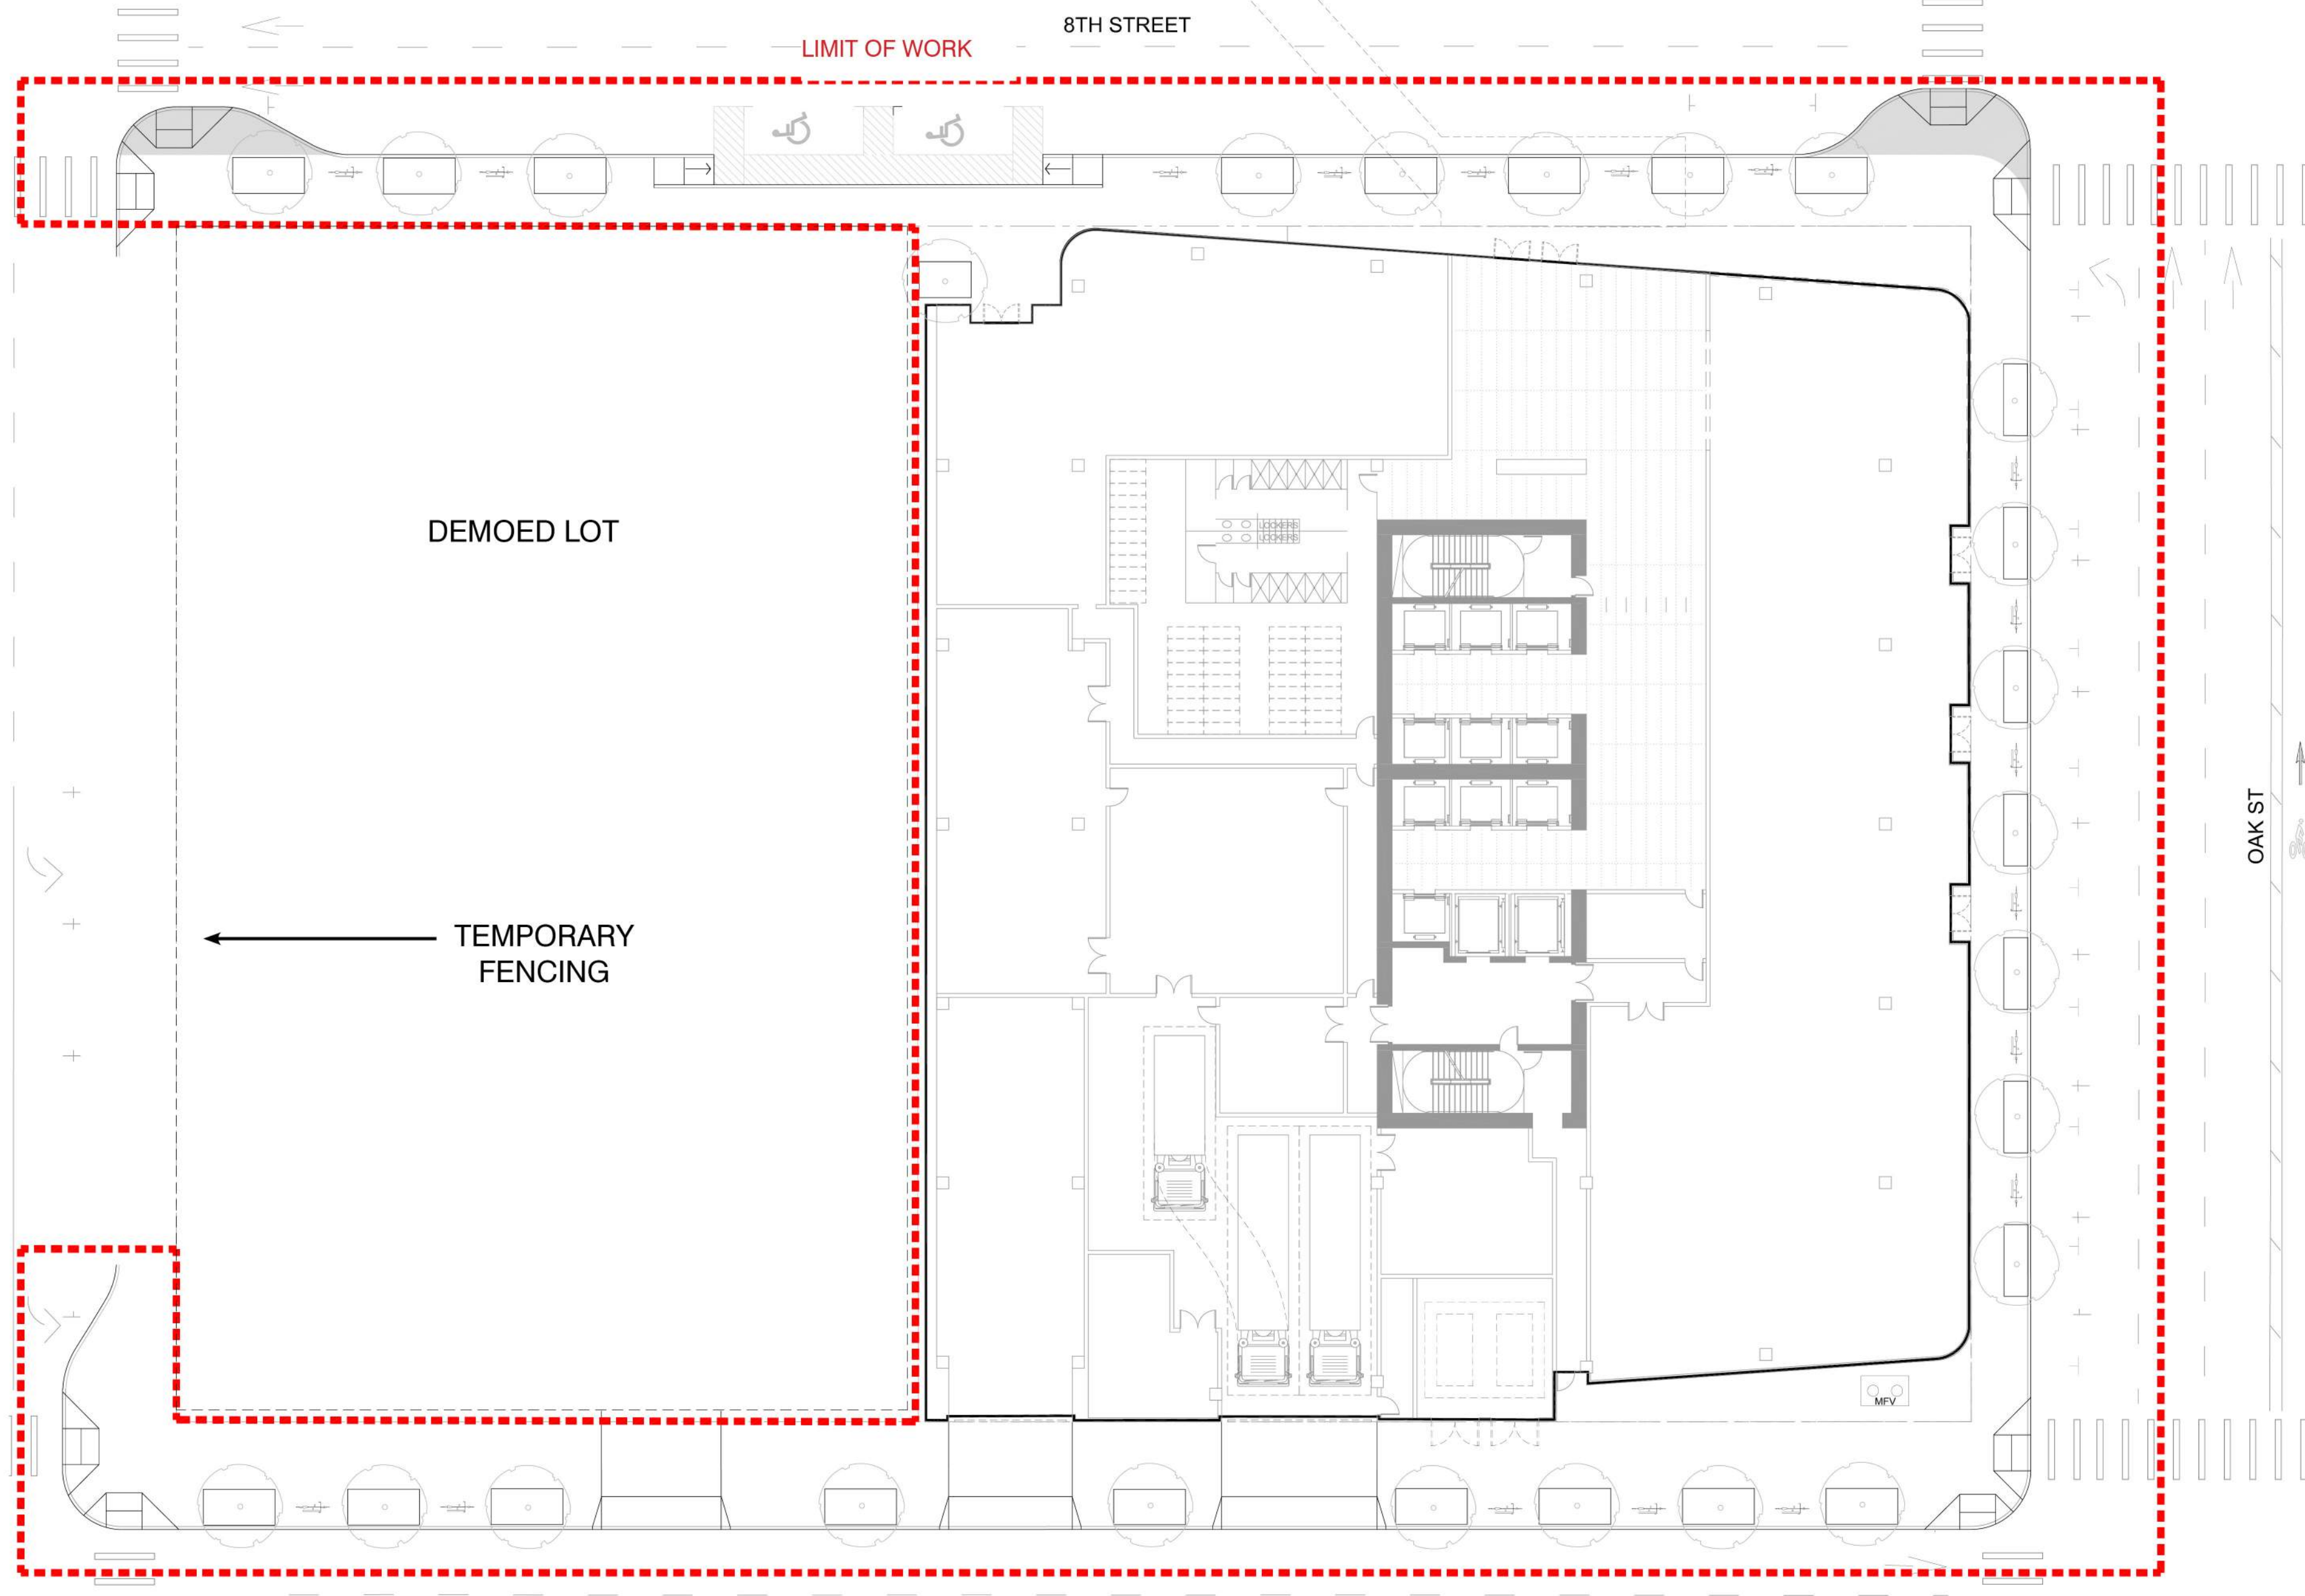 8TH STREET
LIMIT OF WORK
DEMOED LOT
LOCKERS
LOCKERS
TEMPORARY
FENCING
OAK ST
MFV